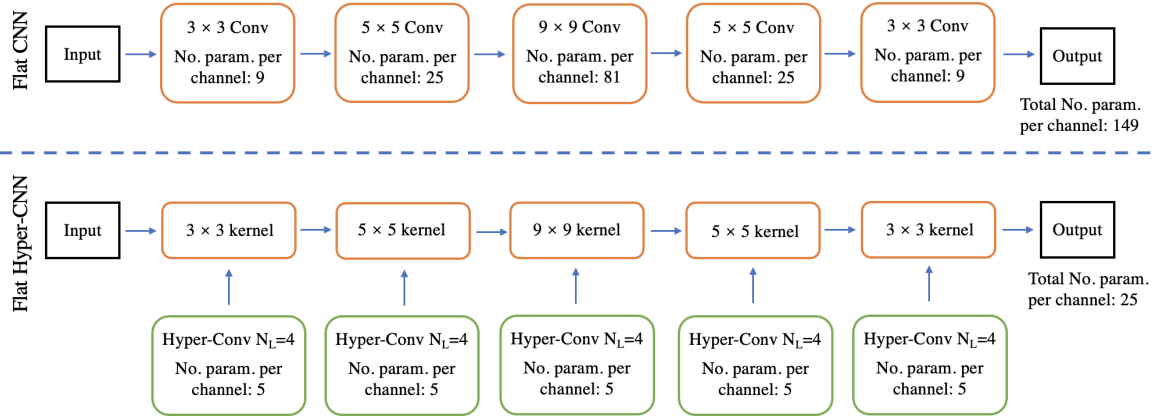 Flat CNN
Input
3 × 3 Conv
No. param. per
channel: 9
5 × 5 Conv
No. param. per
channel: 25
9 × 9 Conv
No. param. per
channel: 81
5 × 5 Conv
No. param. per
channel: 25
3 × 3 Conv
No. param. per
channel: 9
Output
Total No. param.
per channel: 149
Flat Hyper-CNN
Input
3 × 3 kernel
5 × 5 kernel
9 × 9 kernel
5 × 5 kernel
3 × 3 kernel
Output
Total No. param.
per channel: 25
Hyper-Conv N_L=4
No. param. per
channel: 5
Hyper-Conv N_L=4
No. param. per
channel: 5
Hyper-Conv N_L=4
No. param. per
channel: 5
Hyper-Conv N_L=4
No. param. per
channel: 5
Hyper-Conv N_L=4
No. param. per
channel: 5